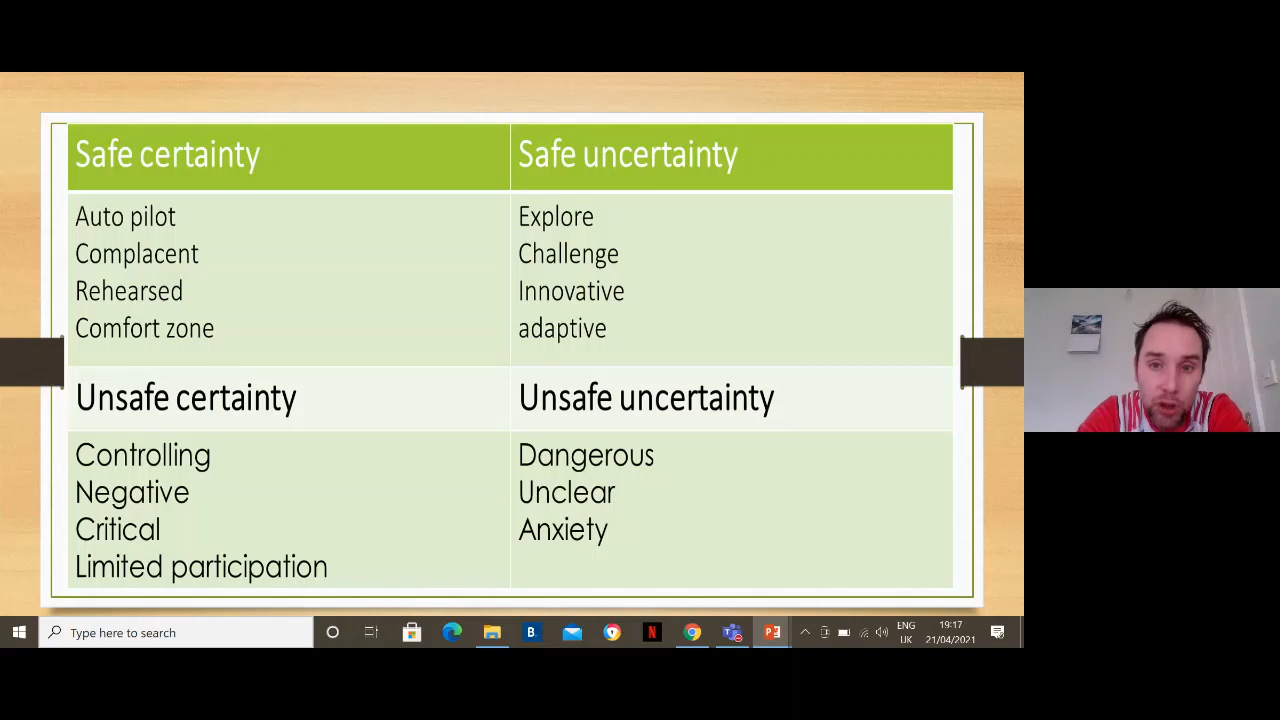 Safe certainty
Safe uncertainty
Auto pilot
Complacent
Rehearsed
Comfort zone
Explore
Challenge
Innovative
adaptive
Unsafe certainty
Unsafe uncertainty
Controlling
Negative
Critical
Limited participation
Dangerous
Unclear
Anxiety
Type here to search
B.
N
P
ENG
UK
19:17
21/04/2021